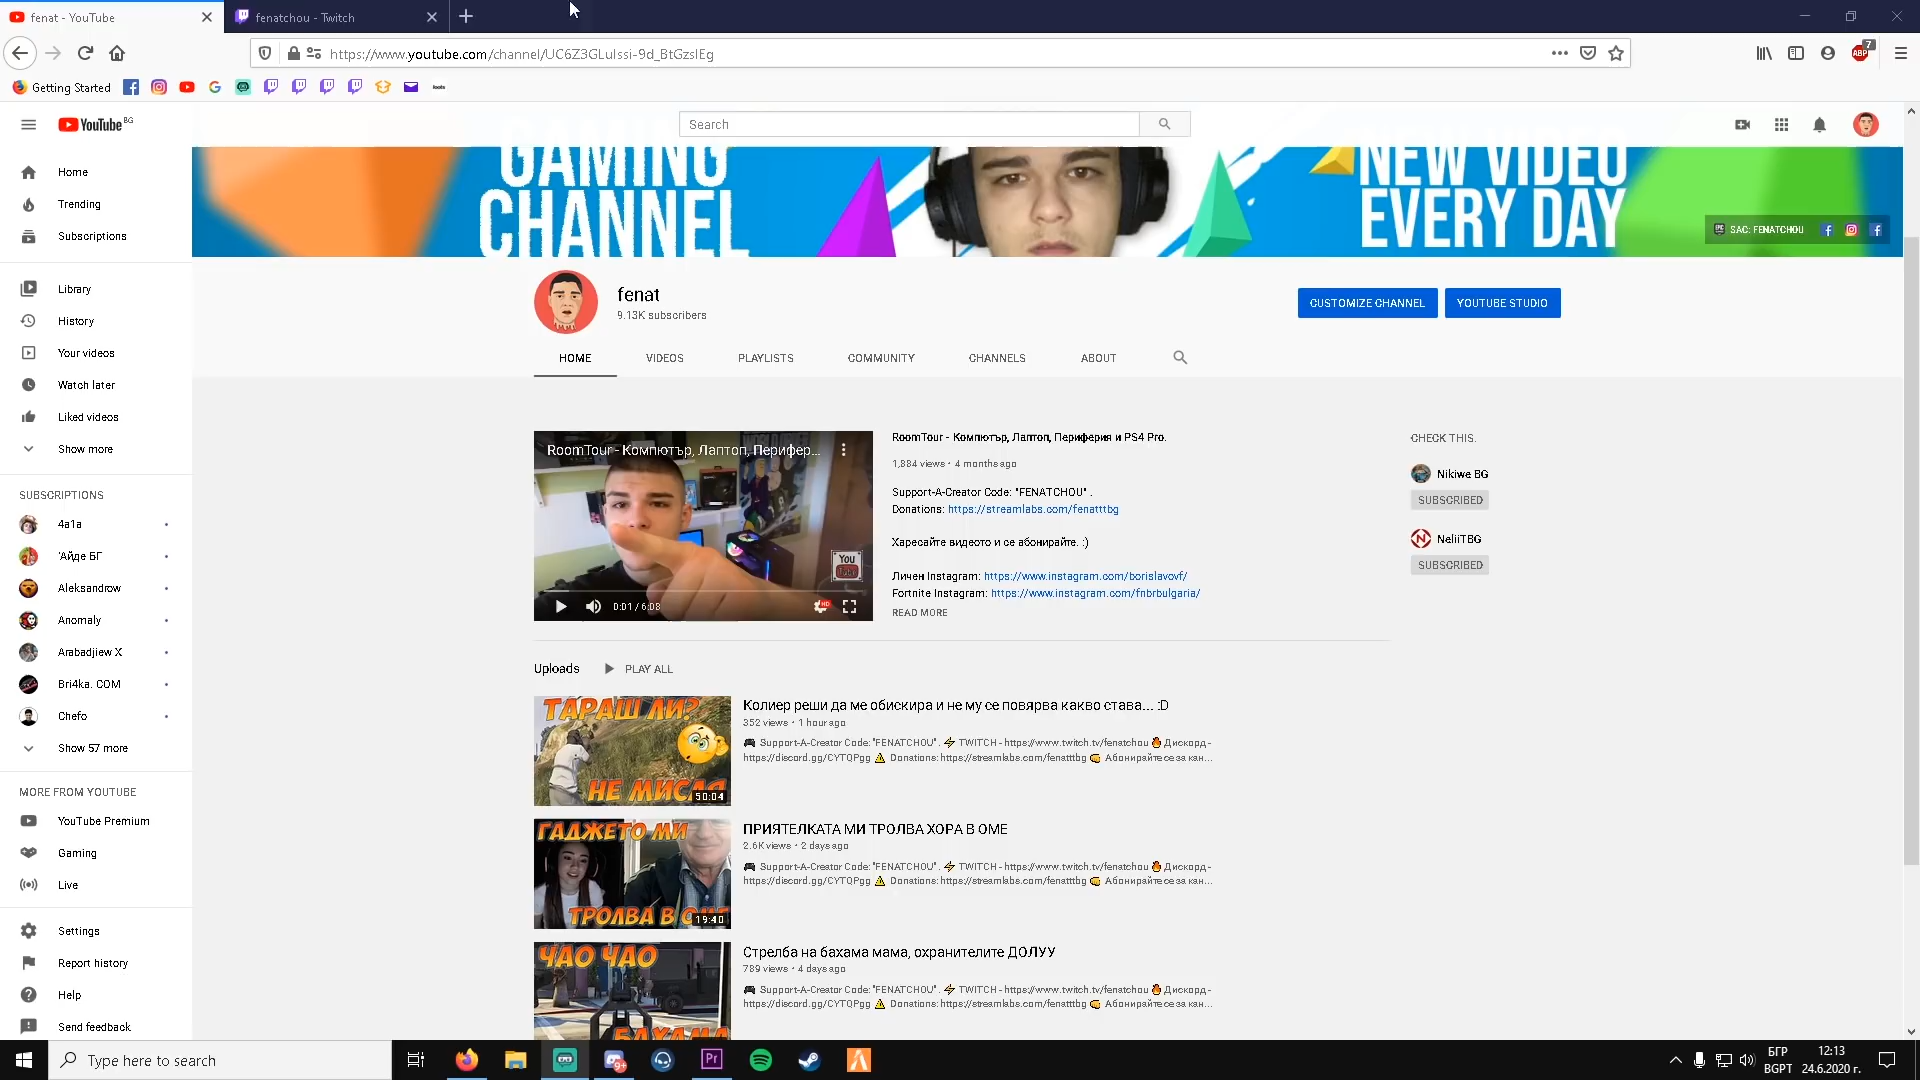 fenat - YouTube
fenatchou - Twitch
https://www.youtube.com/channel/UC6Z3GLuIssi-9d_BtGzslEg
ABP
7
Getting Started
YouTube BG
Search
GAMING
CHANNEL
NEW VIDEO
EVERY DAY
SAC: FENATCHOU
Home
Trending
Subscriptions
Library
History
Your videos
Watch later
Liked videos
Show more
SUBSCRIPTIONS
4a1a
'Айде БГ
Aleksandrow
Anomaly
Arabadjiew X
Bri4ka. COM
Chefo
Show 57 more
MORE FROM YOUTUBE
YouTube Premium
Gaming
Live
Settings
Report history
Help
Send feedback
fenat
9.13K subscribers
CUSTOMIZE CHANNEL
YOUTUBE STUDIO
HOME
VIDEOS
PLAYLISTS
COMMUNITY
CHANNELS
ABOUT
RoomTour - Компютър, Лаптоп, Перифер...
You
0:01 / 6:08
HD
RoomTour - Компютър, Лаптоп, Периферия и PS4 Pro.
1,884 views • 4 months ago
Support-A-Creator Code: "FENATCHOU" .
Donations: https://streamlabs.com/fenatttbg
Харесайте видеото и се абонирайте. :)
Личен Instagram: https://www.instagram.com/borislavovf/
Fortnite Instagram: https://www.instagram.com/fnbrbulgaria/
READ MORE
CHECK THIS.
Nikiwe BG
SUBSCRIBED
NeliiTBG
SUBSCRIBED
Uploads
PLAY ALL
ТАРАШ ЛИ?
НЕ МИСЛЯ
50:04
Колиер реши да ме обискира и не му се повярва какво става... :D
352 views • 1 hour ago
🎮 Support-A-Creator Code: "FENATCHOU" . ⚡ TWITCH - https://www.twitch.tv/fenatchou 🔥 Дискорд -
https://discord.gg/CYTQPgg ⚠ Donations: https://streamlabs.com/fenatttbg 👊 Абонирайте се за кан...
ГАДЖЕТО МИ
ТРОЛВА В ОМЕ
19:40
ПРИЯТЕЛКАТА МИ ТРОЛВА ХОРА В ОМЕ
2.6K views • 2 days ago
🎮 Support-A-Creator Code: "FENATCHOU" . ⚡ TWITCH - https://www.twitch.tv/fenatchou 🔥 Дискорд -
https://discord.gg/CYTQPgg ⚠ Donations: https://streamlabs.com/fenatttbg 👊 Абонирайте се за кан...
ЧАО ЧАО
БАХАМА
Стрелба на бахама мама, охранителите ДОЛУУ
789 views • 4 days ago
🎮 Support-A-Creator Code: "FENATCHOU" . ⚡ TWITCH - https://www.twitch.tv/fenatchou 🔥 Дискорд -
https://discord.gg/CYTQPgg ⚠ Donations: https://streamlabs.com/fenatttbg 👊 Абонирайте се за кан...
Type here to search
9+
Pr
БГР
BGPT
12:13
24.6.2020 г.